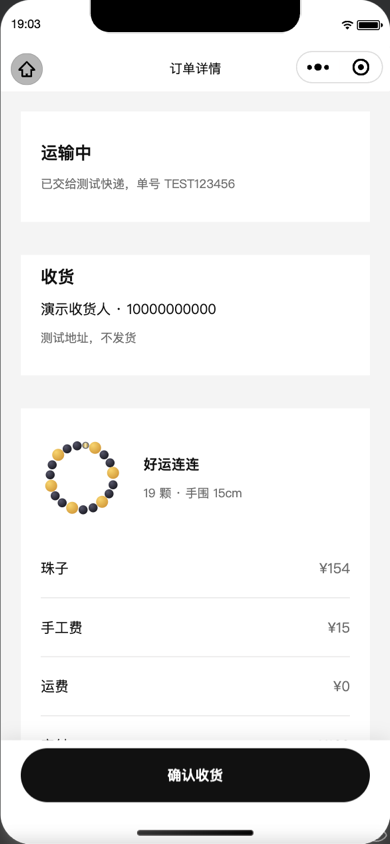 19:03
订单详情
运输中
已交给测试快递，单号 TEST123456
收货
演示收货人 · 10000000000
测试地址，不发货
好运连连
19 颗 · 手围 15cm
珠子 ¥154
手工费 ¥15
运费 ¥0
确认收货